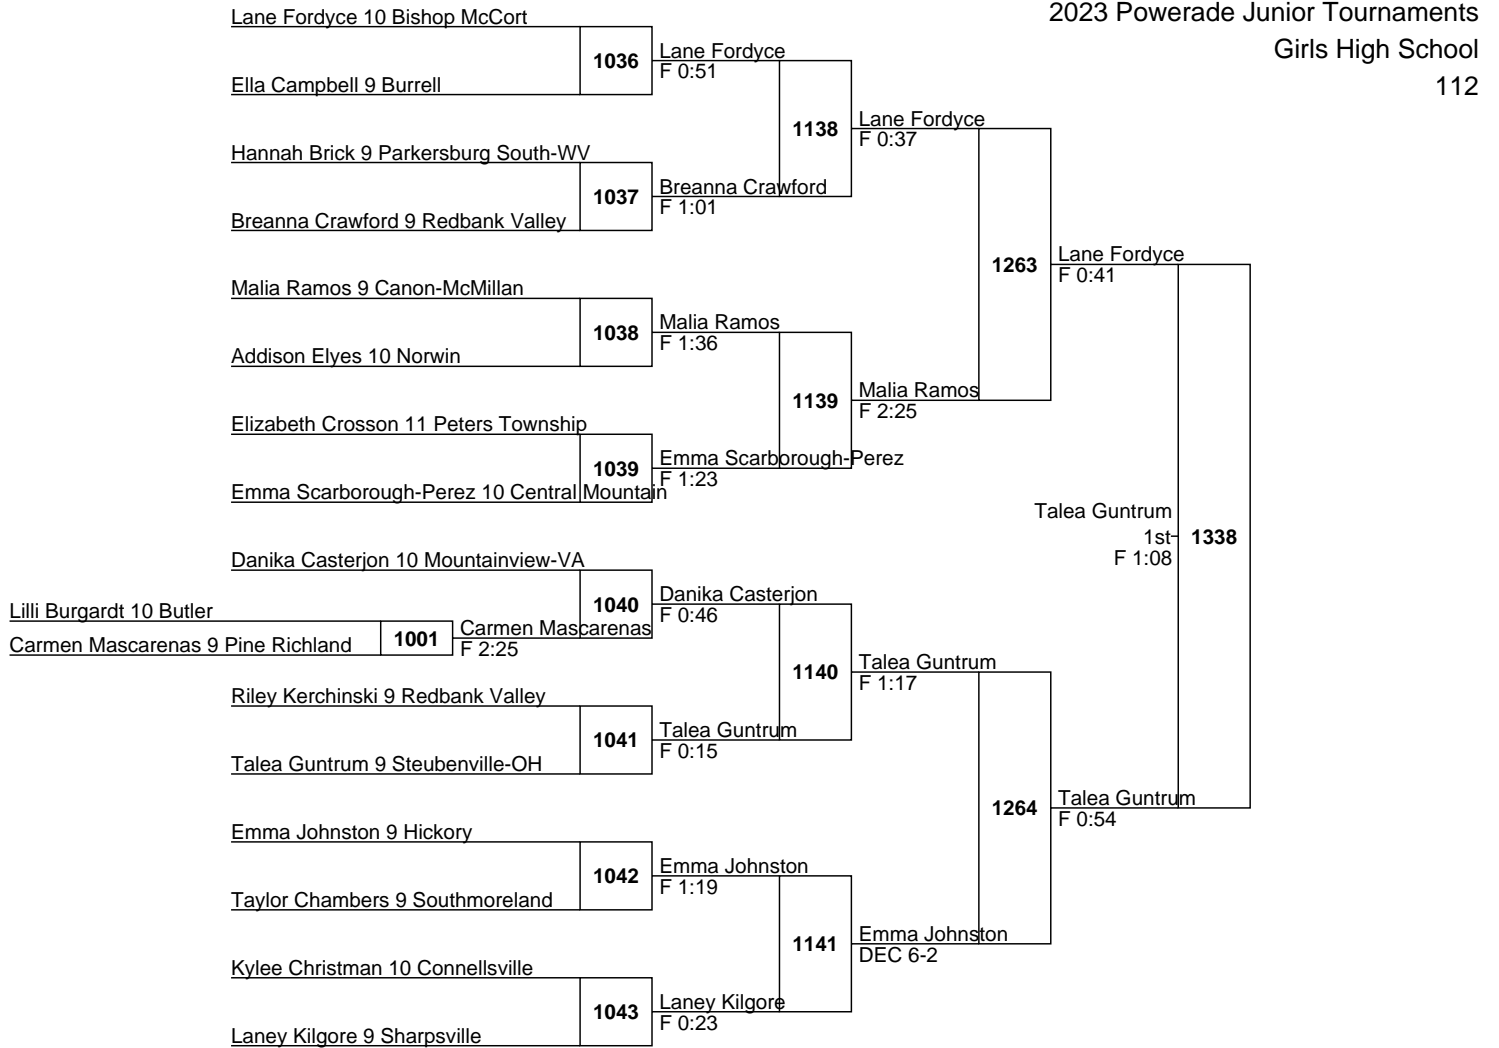 2023 Powerade Junior Tournaments
Girls High School
112
Lane Fordyce 10 Bishop McCort
1036
Lane Fordyce
F 0:51
Ella Campbell 9 Burrell
1138
Lane Fordyce
F 0:37
Hannah Brick 9 Parkersburg South-WV
1037
Breanna Crawford
F 1:01
Breanna Crawford 9 Redbank Valley
1263
Lane Fordyce
F 0:41
Malia Ramos 9 Canon-McMillan
1038
Malia Ramos
F 1:36
Addison Elyes 10 Norwin
1139
Malia Ramos
F 2:25
Elizabeth Crosson 11 Peters Township
1039
Emma Scarborough-Perez
F 1:23
Emma Scarborough-Perez 10 Central Mountain
Talea Guntrum
1st
F 1:08
1338
Danika Casterjon 10 Mountainview-VA
1040
Danika Casterjon
F 0:46
Lilli Burgardt 10 Butler
1001
Carmen Mascarenas
F 2:25
Carmen Mascarenas 9 Pine Richland
1140
Talea Guntrum
F 1:17
Riley Kerchinski 9 Redbank Valley
1041
Talea Guntrum
F 0:15
Talea Guntrum 9 Steubenville-OH
1264
Talea Guntrum
F 0:54
Emma Johnston 9 Hickory
1042
Emma Johnston
F 1:19
Taylor Chambers 9 Southmoreland
1141
Emma Johnston
DEC 6-2
Kylee Christman 10 Connellsville
1043
Laney Kilgore
F 0:23
Laney Kilgore 9 Sharpsville